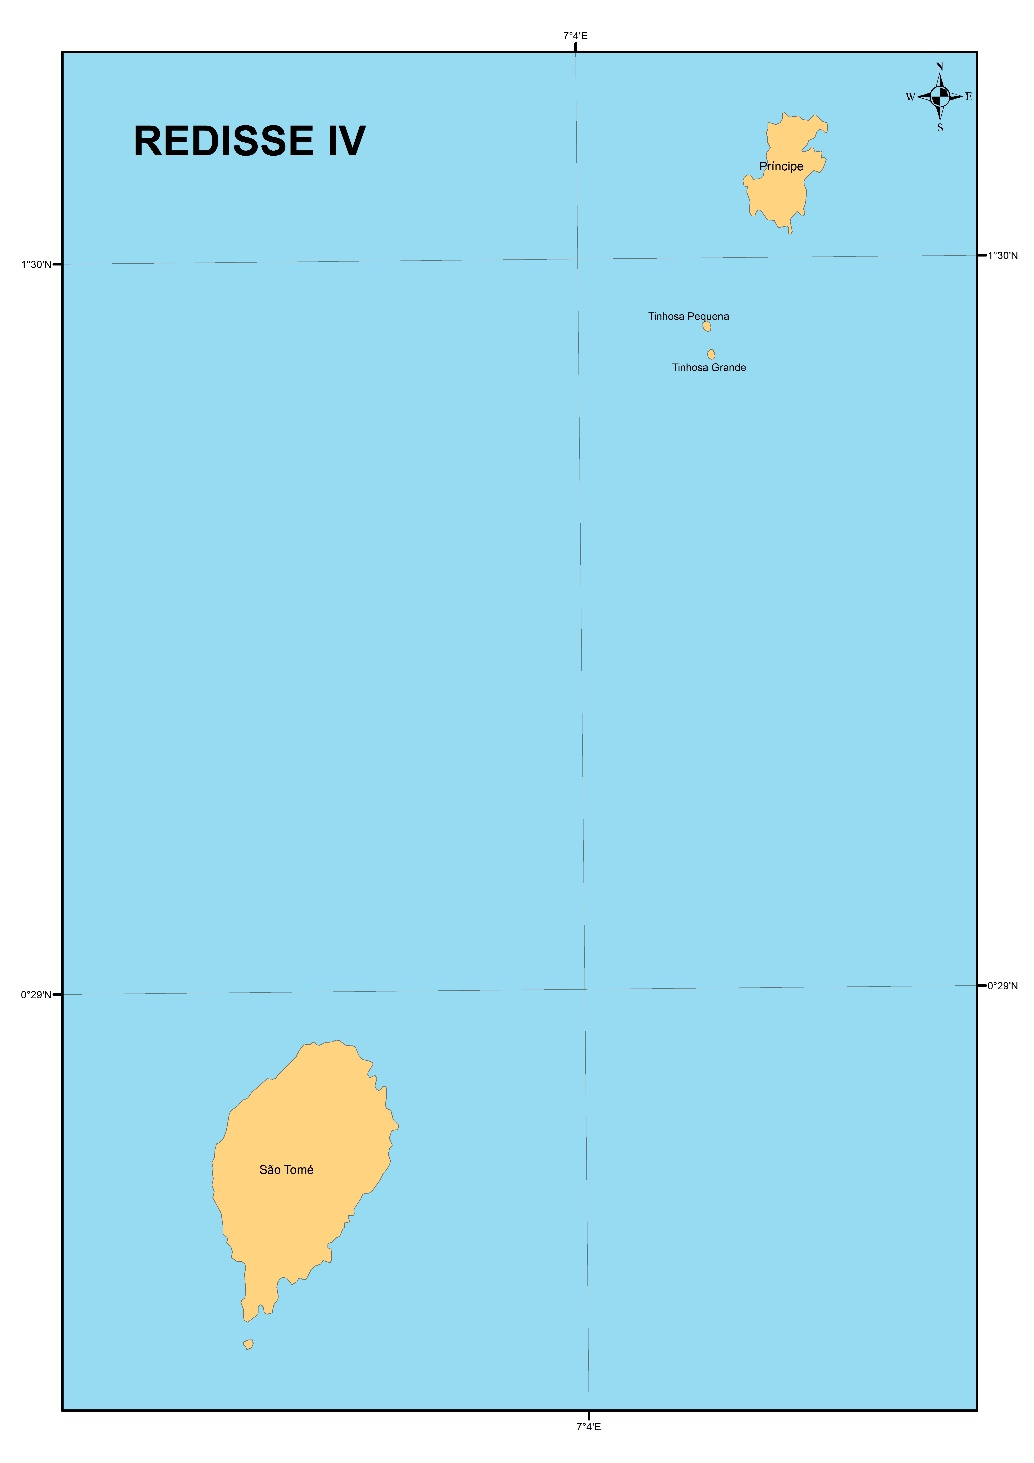 7°4'E
N
W E
S
REDISSE IV
Príncipe
1°30'N
1°30'N
Tinhosa Pequena
Tinhosa Grande
0°29'N
0°29'N
São Tomé
7°4'E